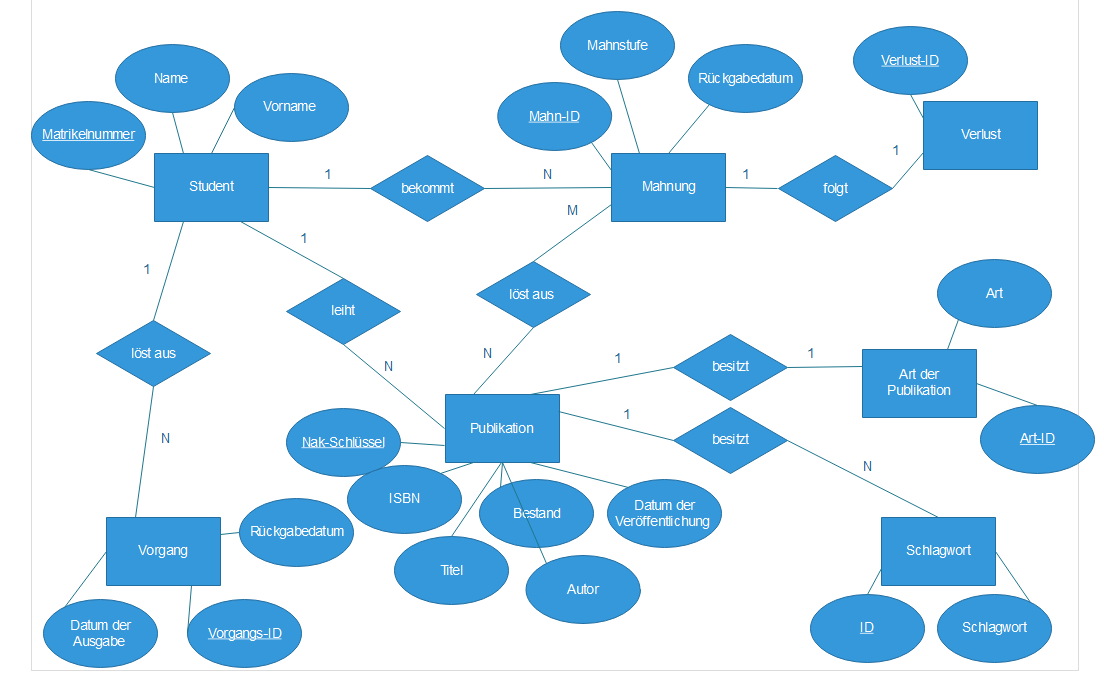 Mahnstufe
Verlust-ID
Name
Rückgabedatum
Vorname
Mahn-ID
Matrikelnummer
Verlust
1
Student
1
bekommt
N
Mahnung
1
folgt
M
1
1
löst aus
Art
leiht
löst aus
N
1
1
besitzt
N
Art der
Publikation
1
besitzt
Publikation
Nak-Schlüssel
Art-ID
N
N
ISBN
Bestand
Datum der
Veröffentlichung
Rückgabedatum
Vorgang
Schlagwort
Titel
Autor
Datum der
Ausgabe
Vorgangs-ID
ID
Schlagwort